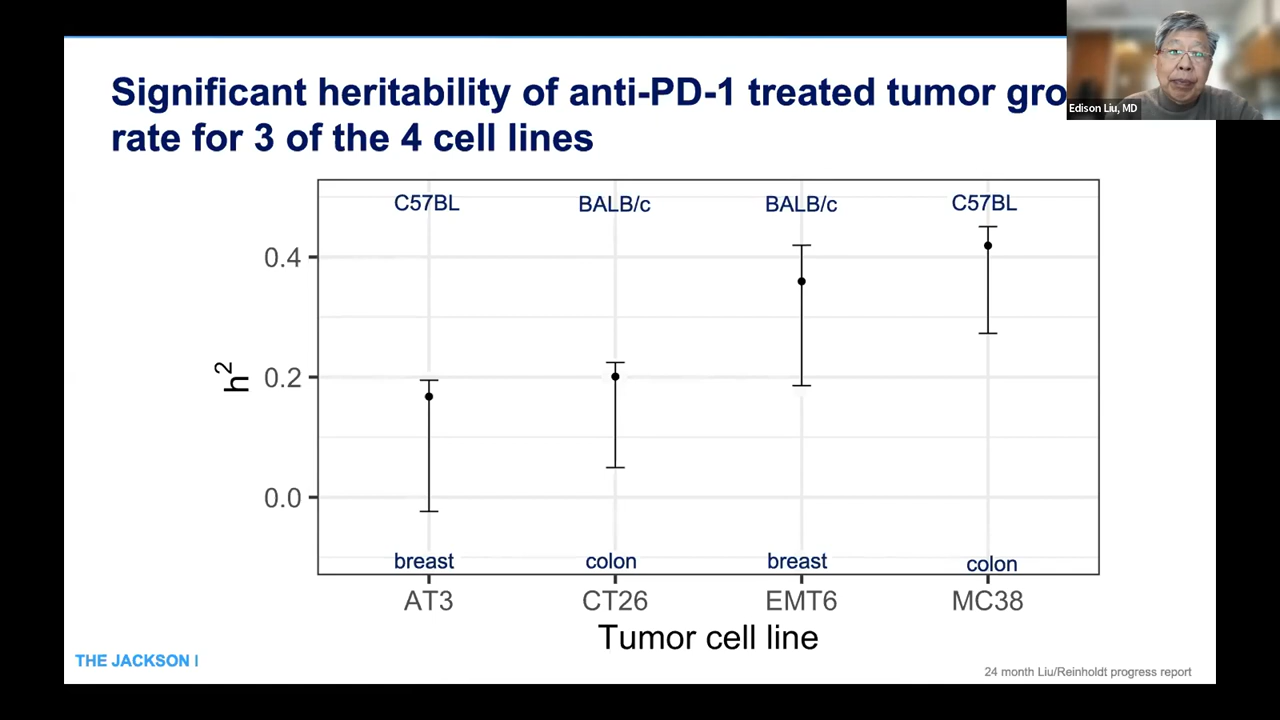 Significant heritability of anti-PD-1 treated tumor gro
rate for 3 of the 4 cell lines
Edison Liu, MD
C57BL
BALB/c
BALB/c
C57BL
0.4
0.2
0.0
h²
breast
colon
breast
colon
AT3
CT26
EMT6
MC38
Tumor cell line
THE JACKSON
24 month Liu/Reinholdt progress report